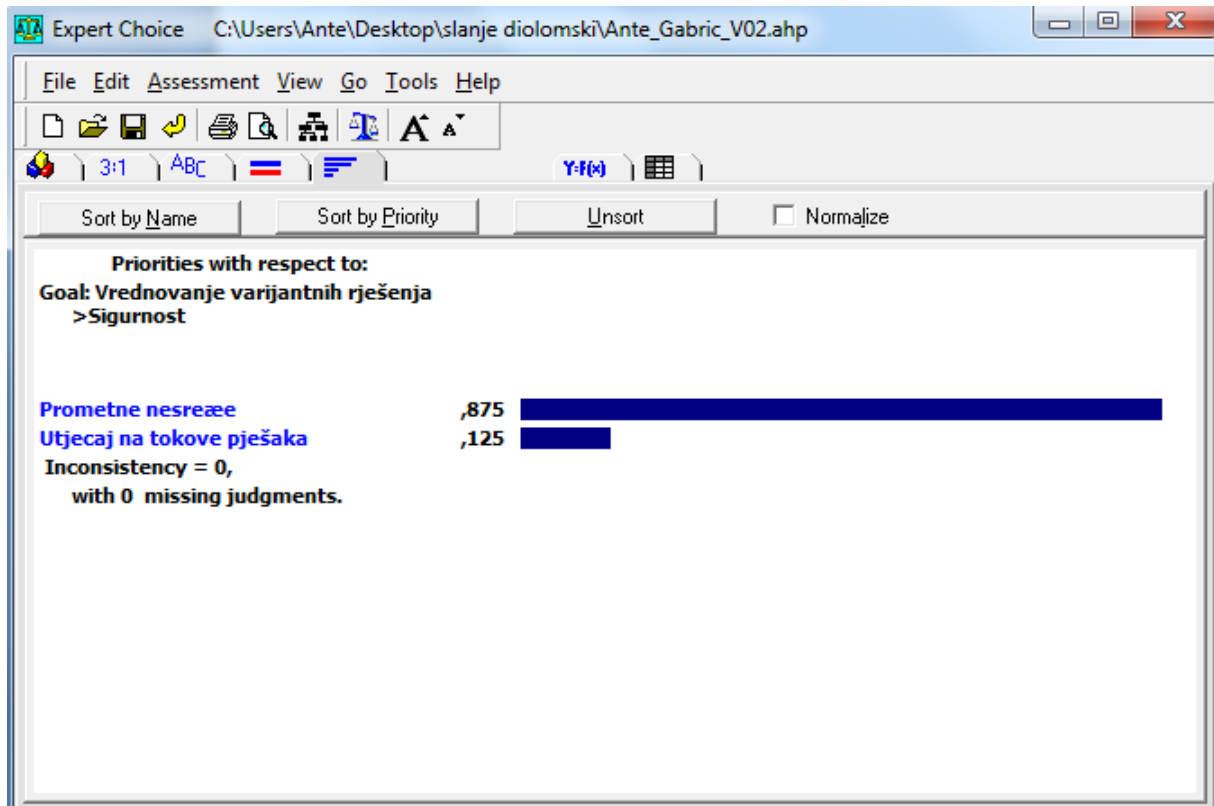 Expert Choice C:\Users\Ante\Desktop\slanje diolomski\Ante_Gabric_V02.ahp
File Edit Assessment View Go Tools Help
A A
3:1 ABC Y=F(x)
Sort by Name Sort by Priority Unsort Normalize
Priorities with respect to:
Goal: Vrednovanje varijantnih rješenja
>Sigurnost
Prometne nesreæe ,875
Utjecaj na tokove pješaka ,125
Inconsistency = 0,
with 0 missing judgments.